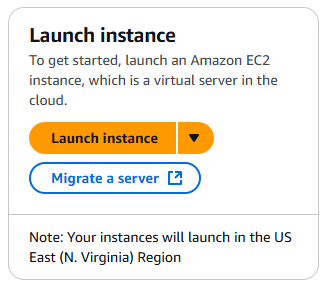 Launch instance
To get started, launch an Amazon EC2
instance, which is a virtual server in the
cloud.
Launch instance
Migrate a server
Note: Your instances will launch in the US
East (N. Virginia) Region